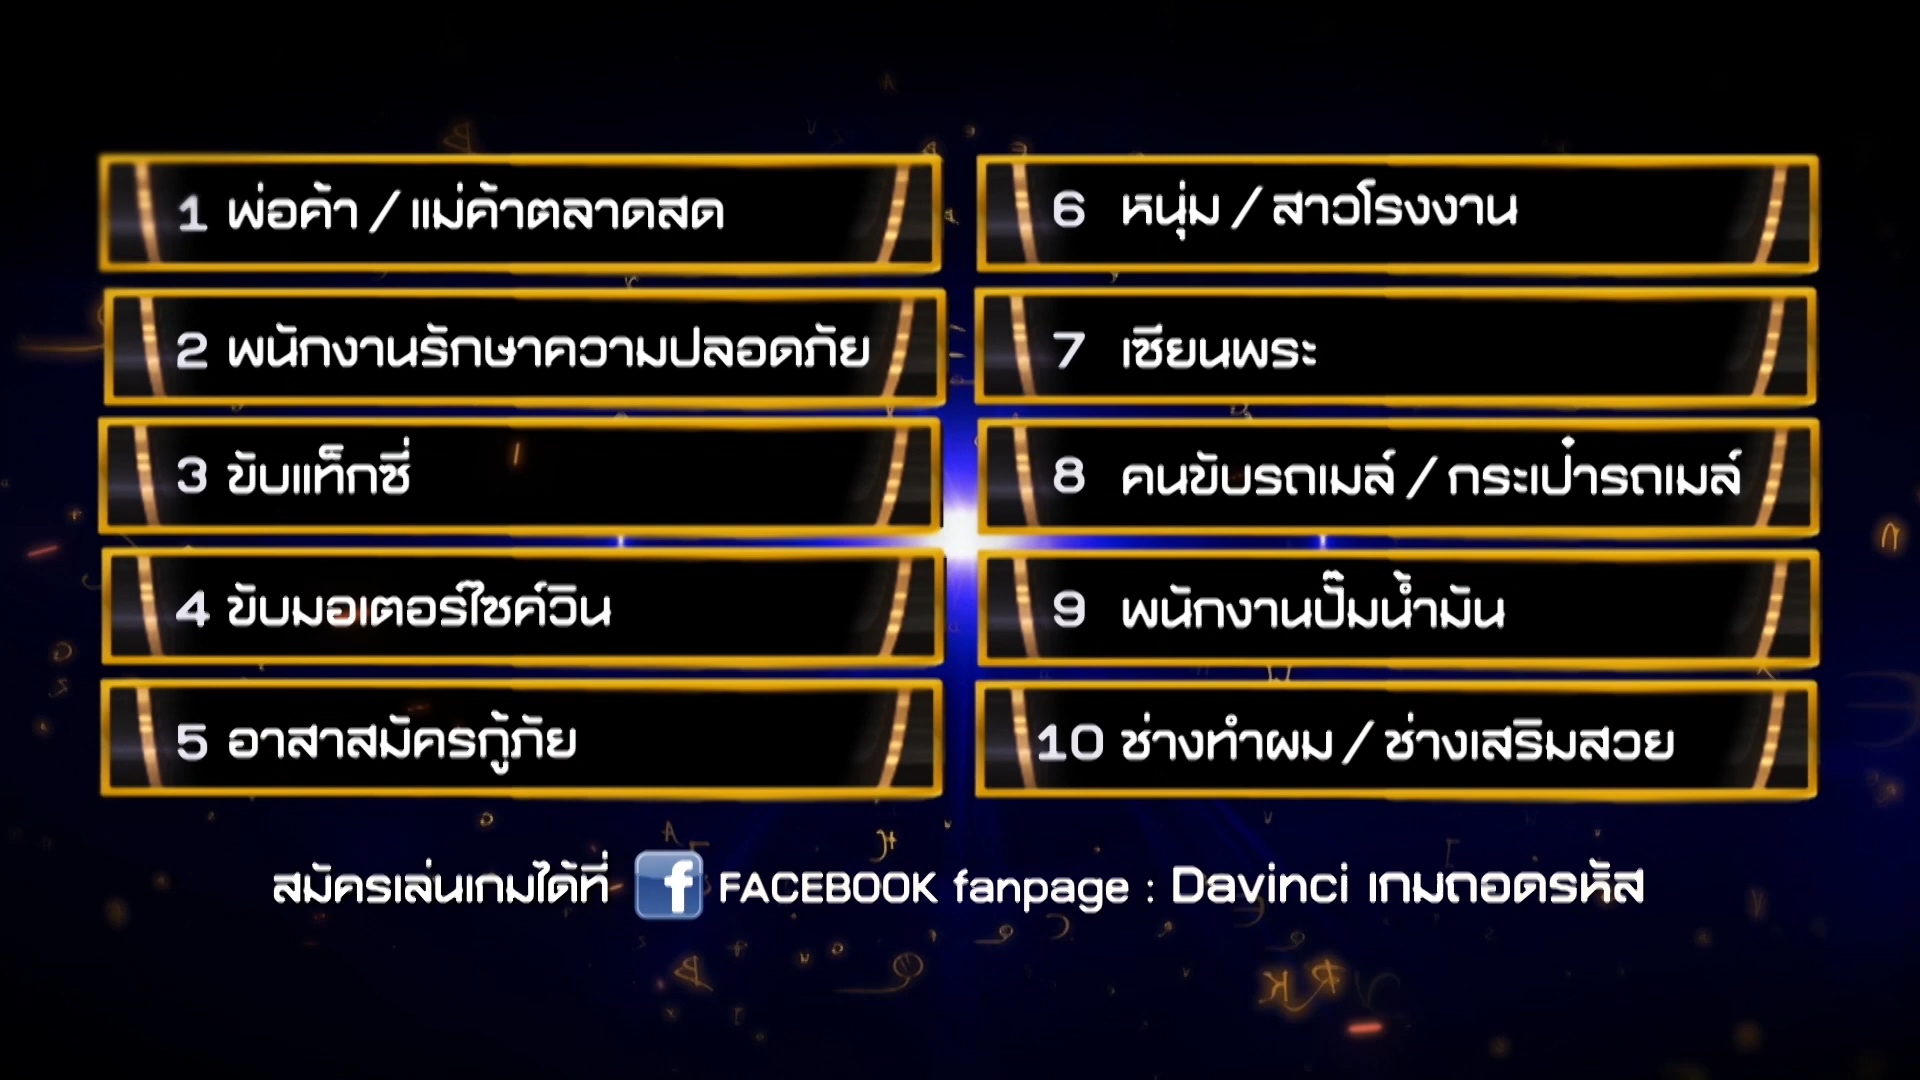 1 พ่อค้า / แม่ค้าตลาดสด
2 พนักงานรักษาความปลอดภัย
3 ขับแท็กซี่
4 ขับมอเตอร์ไซค์วิน
5 อาสาสมัครกู้ภัย
6 หนุ่ม / สาวโรงงาน
7 เซียนพระ
8 คนขับรถเมล์ / กระเป๋ารถเมล์
9 พนักงานปั๊มน้ำมัน
10 ช่างทำผม / ช่างเสริมสวย
สมัครเล่นเกมได้ที่ f FACEBOOK fanpage : Davinci เกมถอดรหัส